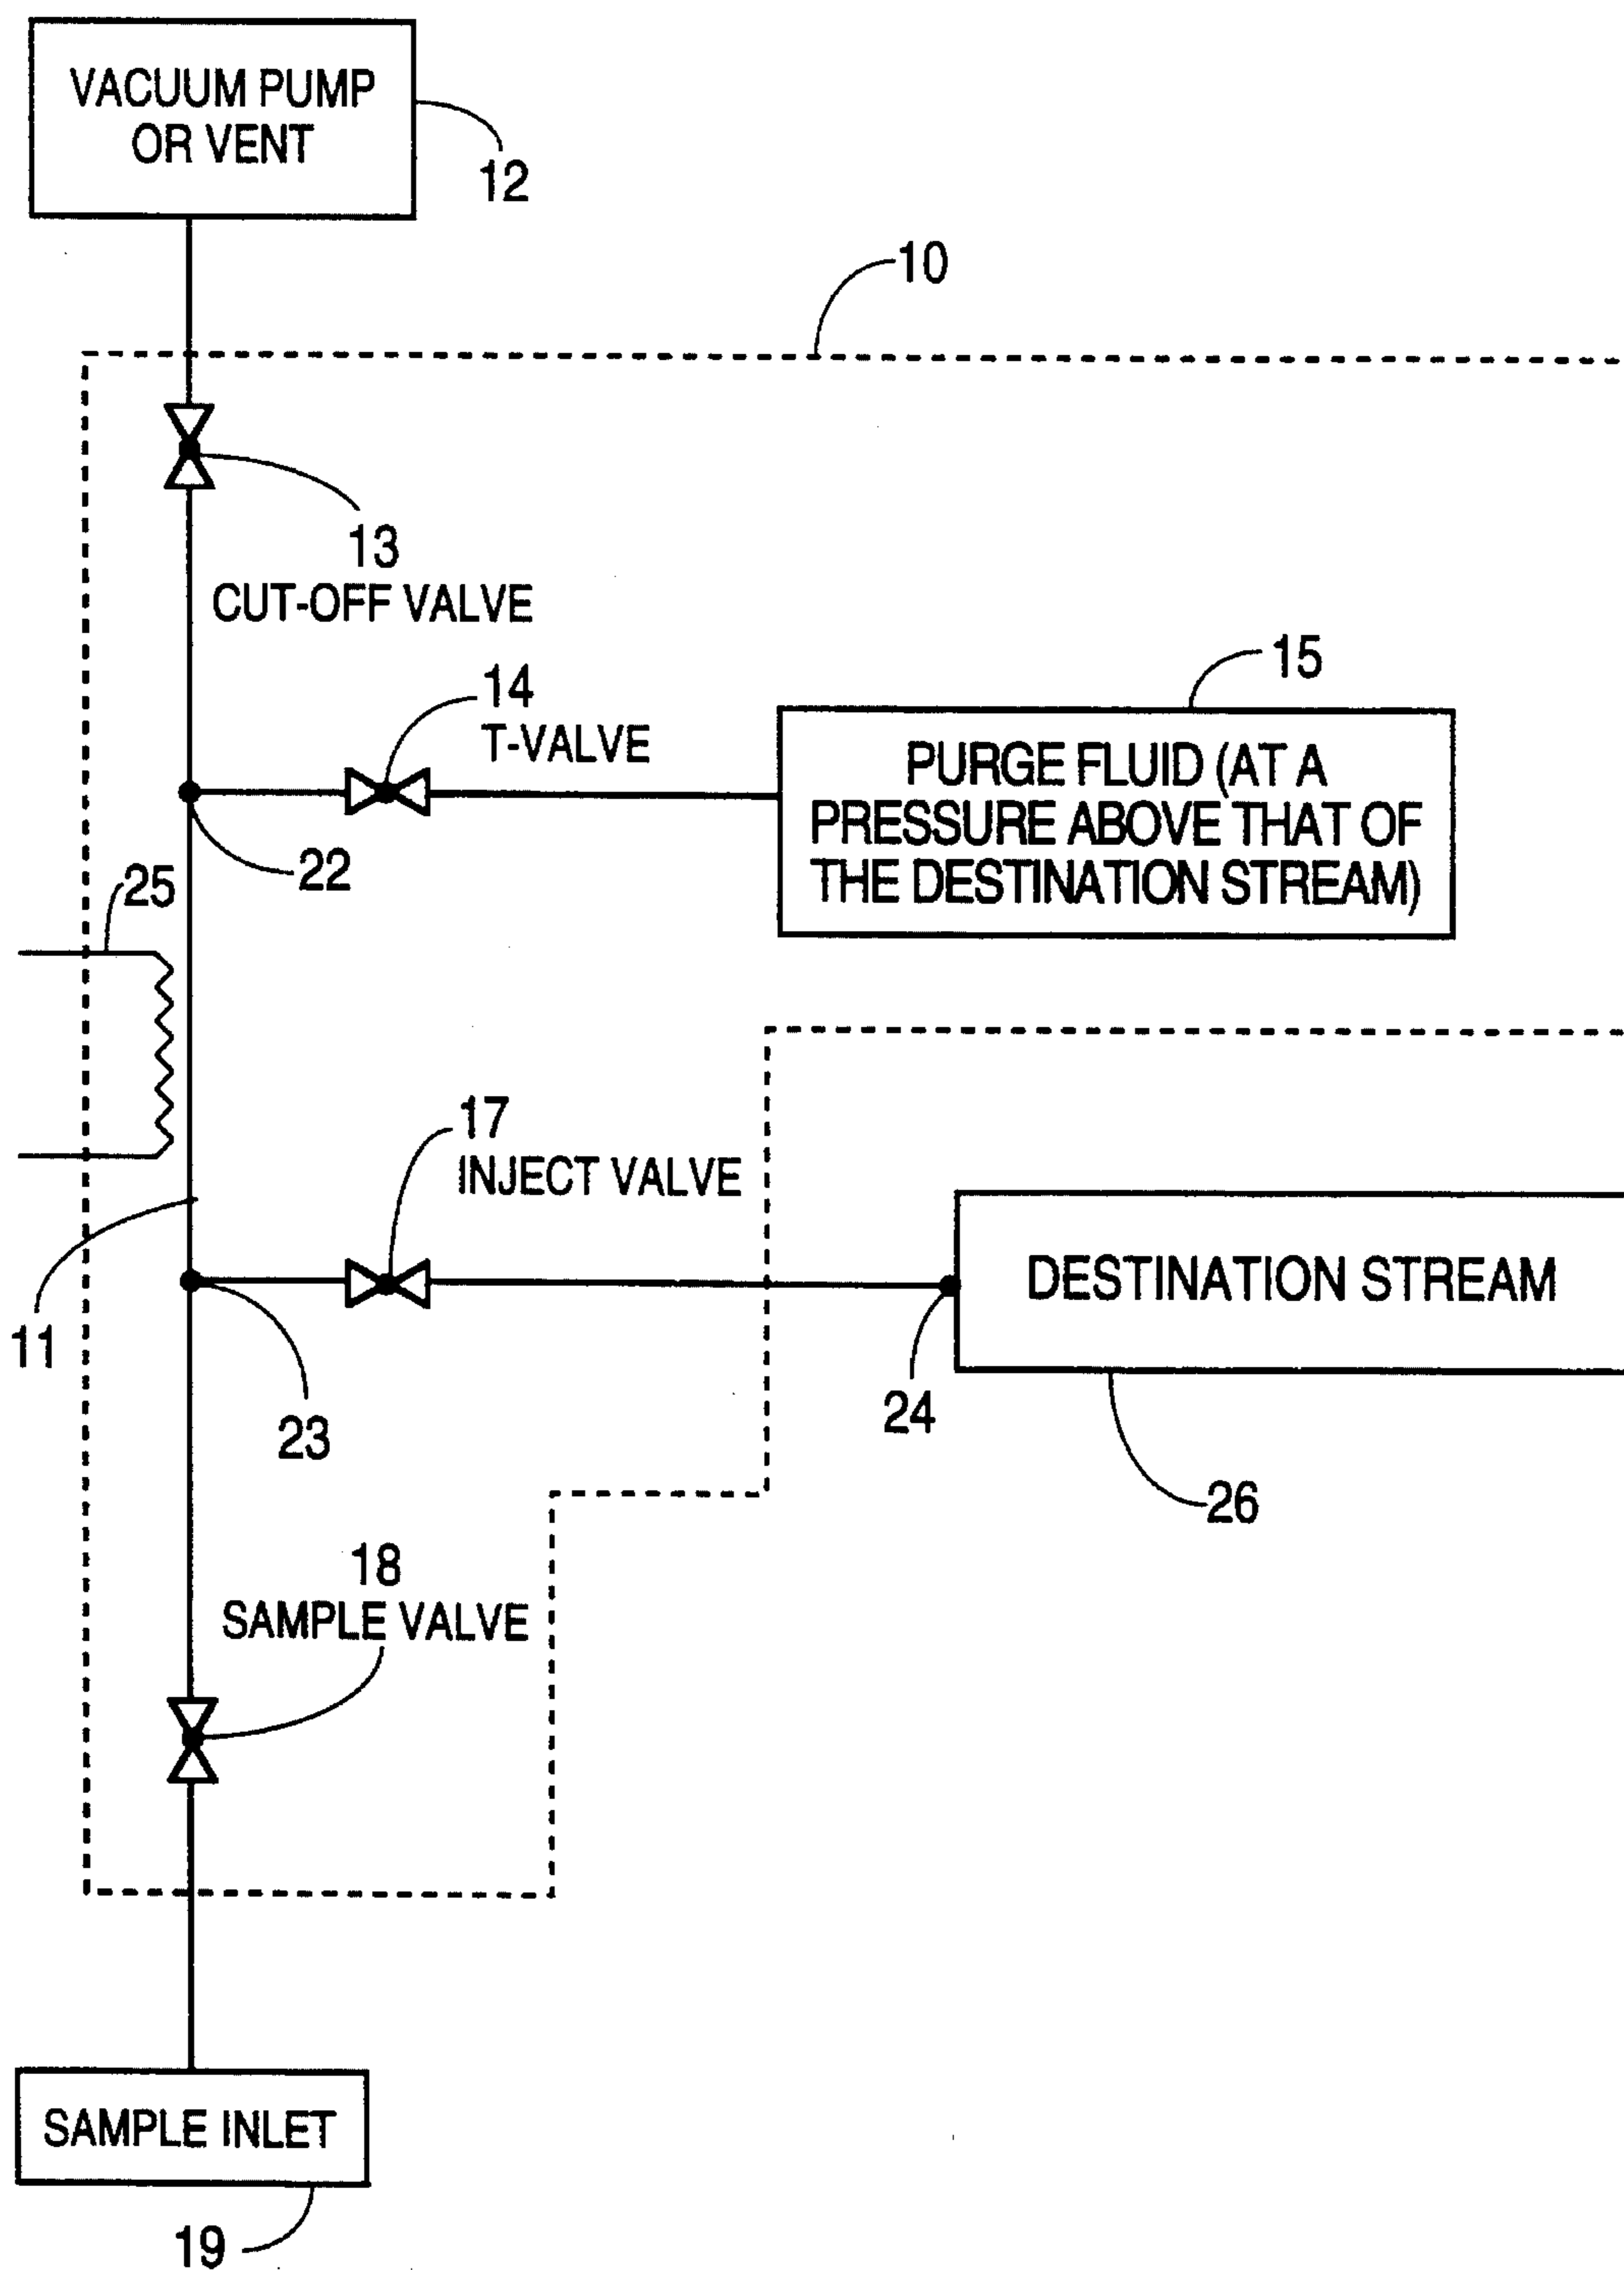 VACUUM PUMP
OR VENT
12
10
13
CUT-OFF VALVE
14
T-VALVE
15
PURGE FLUID (AT A
PRESSURE ABOVE THAT OF
THE DESTINATION STREAM)
22
25
17
INJECT VALVE
11
DESTINATION STREAM
24
23
26
18
SAMPLE VALVE
SAMPLE INLET
19